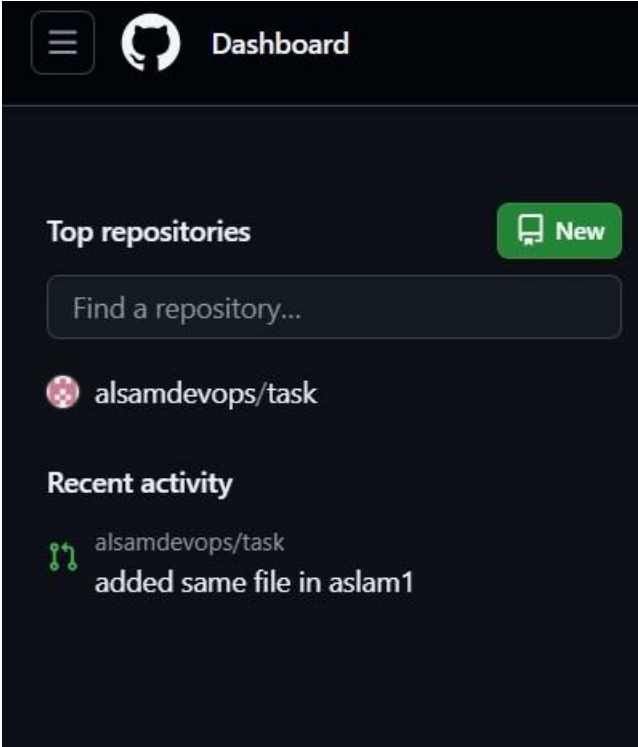 Dashboard
Top repositories
New
Find a repository...
alsamdevops/task
Recent activity
alsamdevops/task
added same file in aslam1